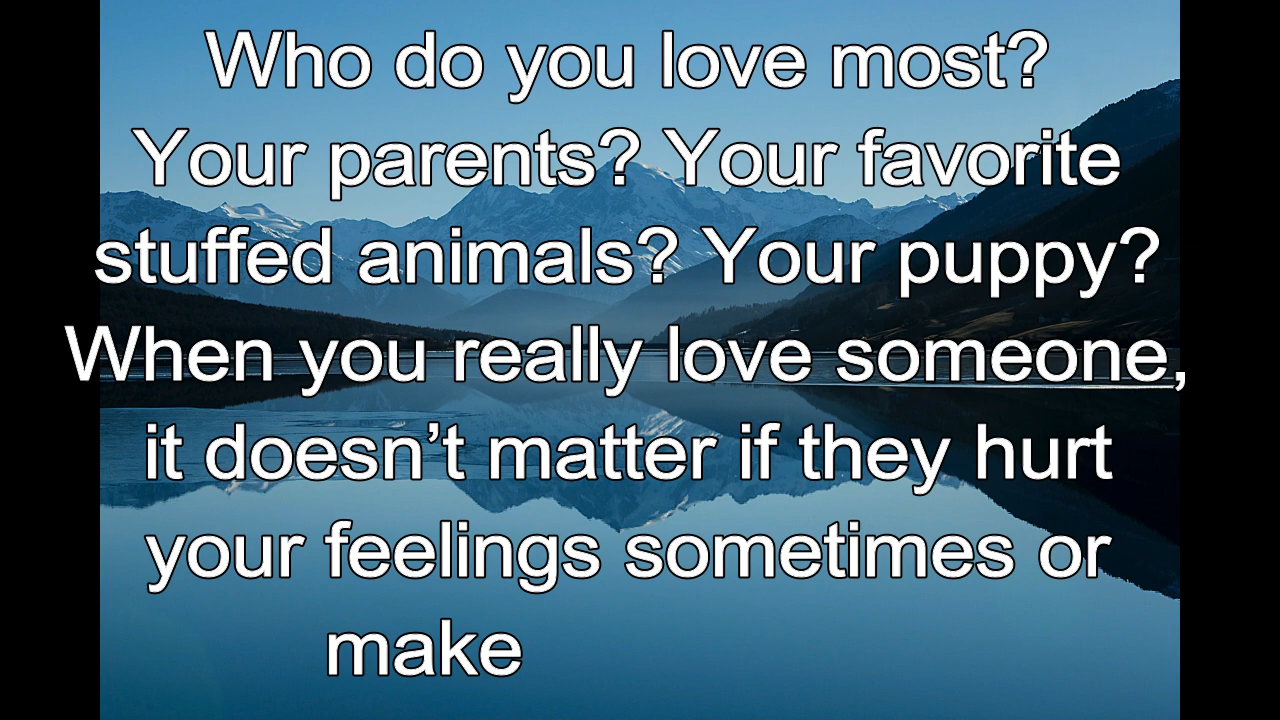 Who do you love most?
Your parents? Your favorite
stuffed animals? Your puppy?
When you really love someone,
it doesn’t matter if they hurt
your feelings sometimes or
make